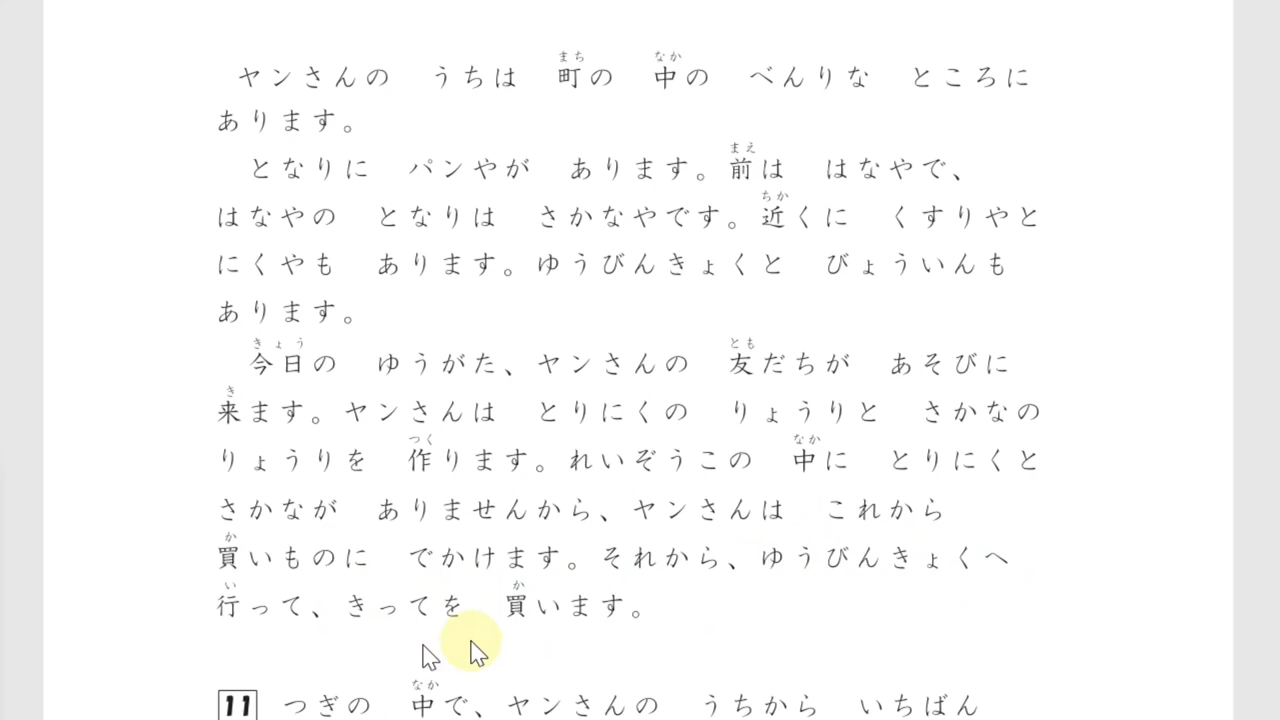 ヤンさんの　うちは　町の　中の　べんりな　ところに
あります。
となりに　パンやが　あります。前は　はなやで、
はなやの　となりは　さかなやです。近くに　くすりやと
にくやも　あります。ゆうびんきょくと　びょういんも
あります。
今日の　ゆうがた、ヤンさんの　友だちが　あそびに
来ます。ヤンさんは　とりにくの　りょうりと　さかなの
りょうりを　作ります。れいぞうこの　中に　とりにくと
さかなが　ありませんから、ヤンさんは　これから
買いものに　でかけます。それから、ゆうびんきょくへ
行って、きってを　買います。
11 つぎの　中で、ヤンさんの　うちから　いちばん